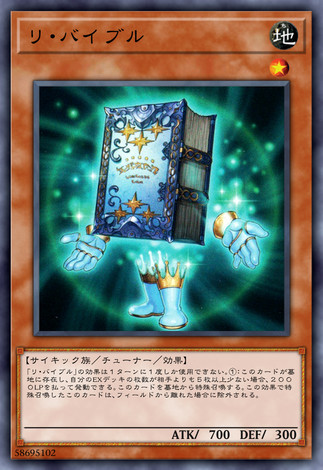 リ・バイブル
地
【サイキック族／チューナー／効果】
「リ・バイブル」の効果は１ターンに１度しか使用できない。①：このカードが墓
地に存在し、自分のEXデッキの枚数が相手より５枚以上少ない場合、２００
０LPを払って発動できる。このカードを墓地から特殊召喚する。この効果で特
殊召喚したこのカードは、フィールドから離れた場合に除外される。
ATK/ 700 DEF/ 300
58695102